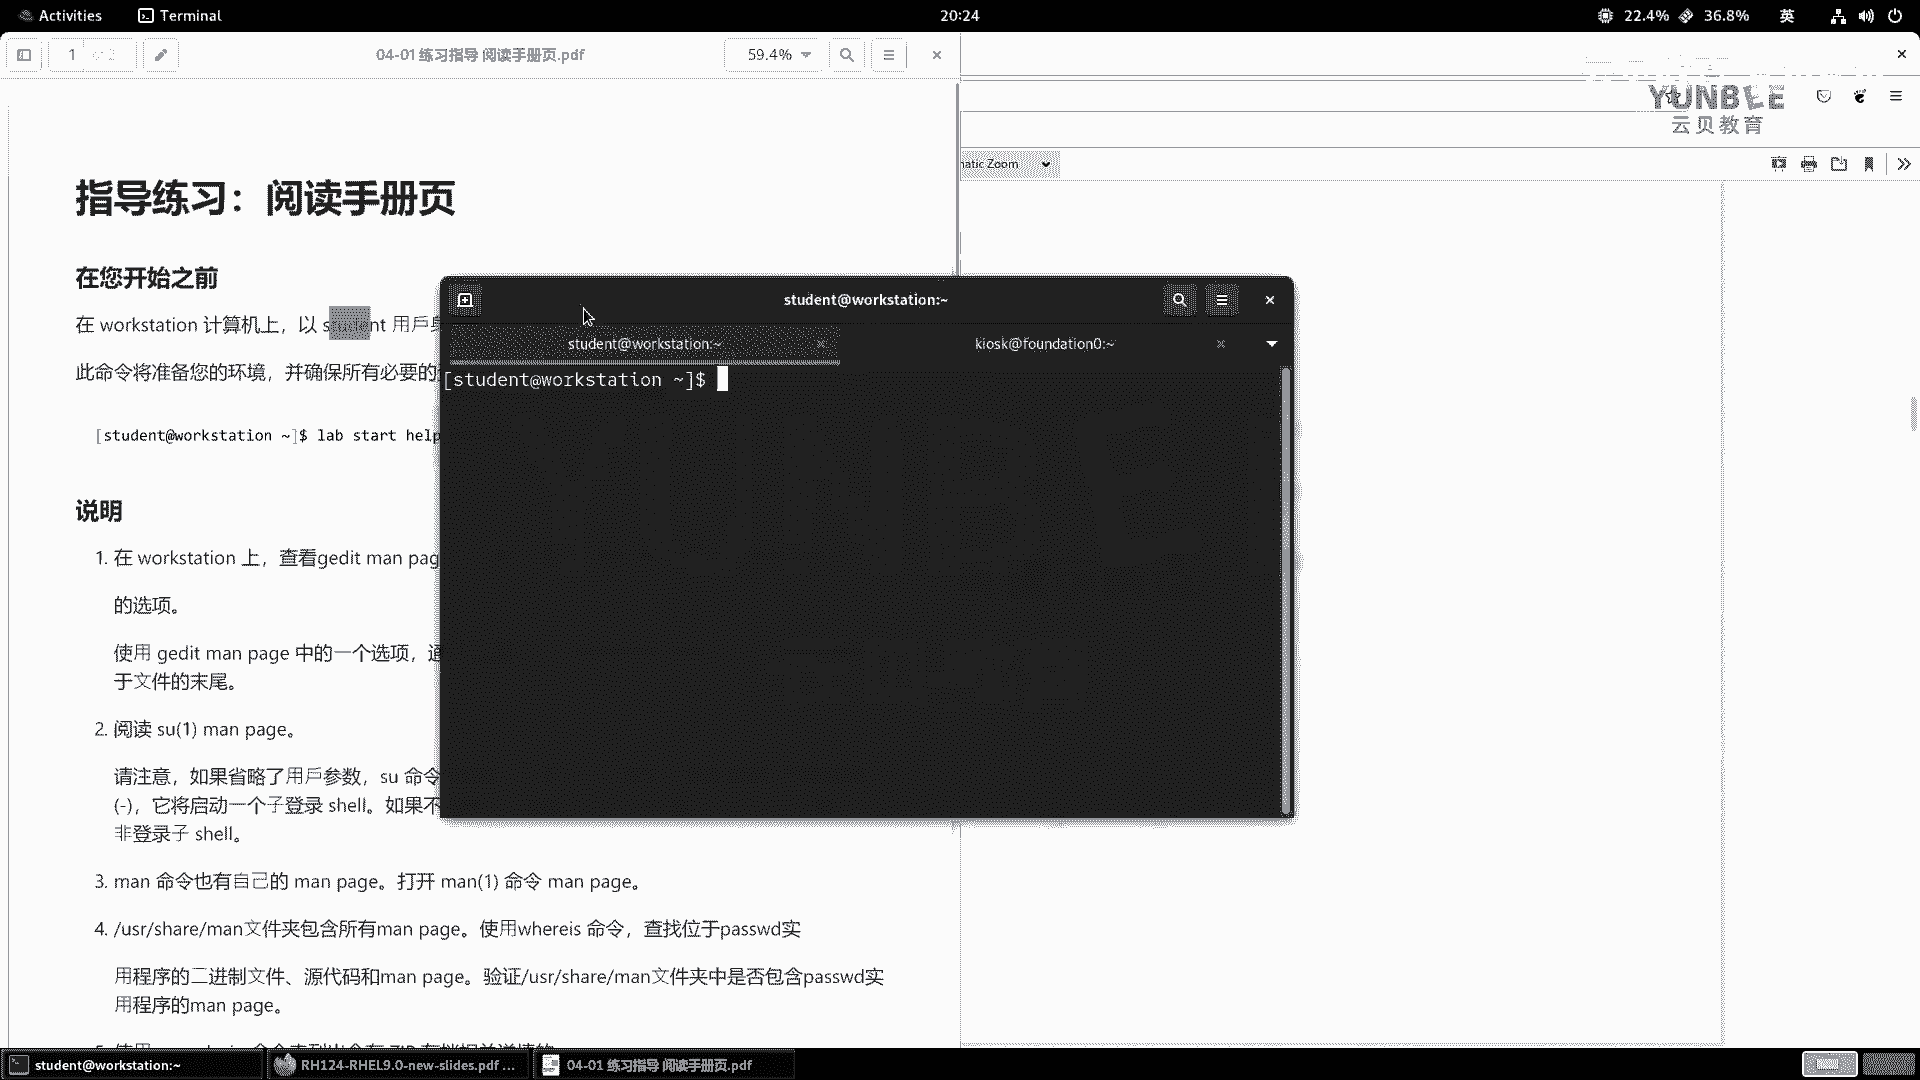 Activities
Terminal
20:24
22.4%
36.8%
英
1
04-01 练习指导 阅读手册页.pdf
59.4%
YUNBEE
云贝教育
matic Zoom
指导练习：阅读手册页
在您开始之前
在 workstation 计算机上，以 student 用戶
此命令将准备您的环境，并确保所有必要的
[student@workstation ~]$ lab start help
说明
1. 在 workstation 上，查看gedit man pag
的选项。
使用 gedit man page 中的一个选项，通
于文件的末尾。
2. 阅读 su(1) man page。
请注意，如果省略了用戶参数，su 命令
(-)，它将启动一个子登录 shell。如果不
非登录子 shell。
3. man 命令也有自己的 man page。打开 man(1) 命令 man page。
4. /usr/share/man文件夹包含所有man page。使用whereis 命令，查找位于passwd实
用程序的二进制文件、源代码和man page。验证/usr/share/man文件夹中是否包含passwd实
用程序的man page。
student@workstation:~
student@workstation:~
kiosk@foundation0:~
[student@workstation ~]$
student@workstation:~
RH124-RHEL9.0-new-slides.pdf ...
04-01 练习指导 阅读手册页.pdf